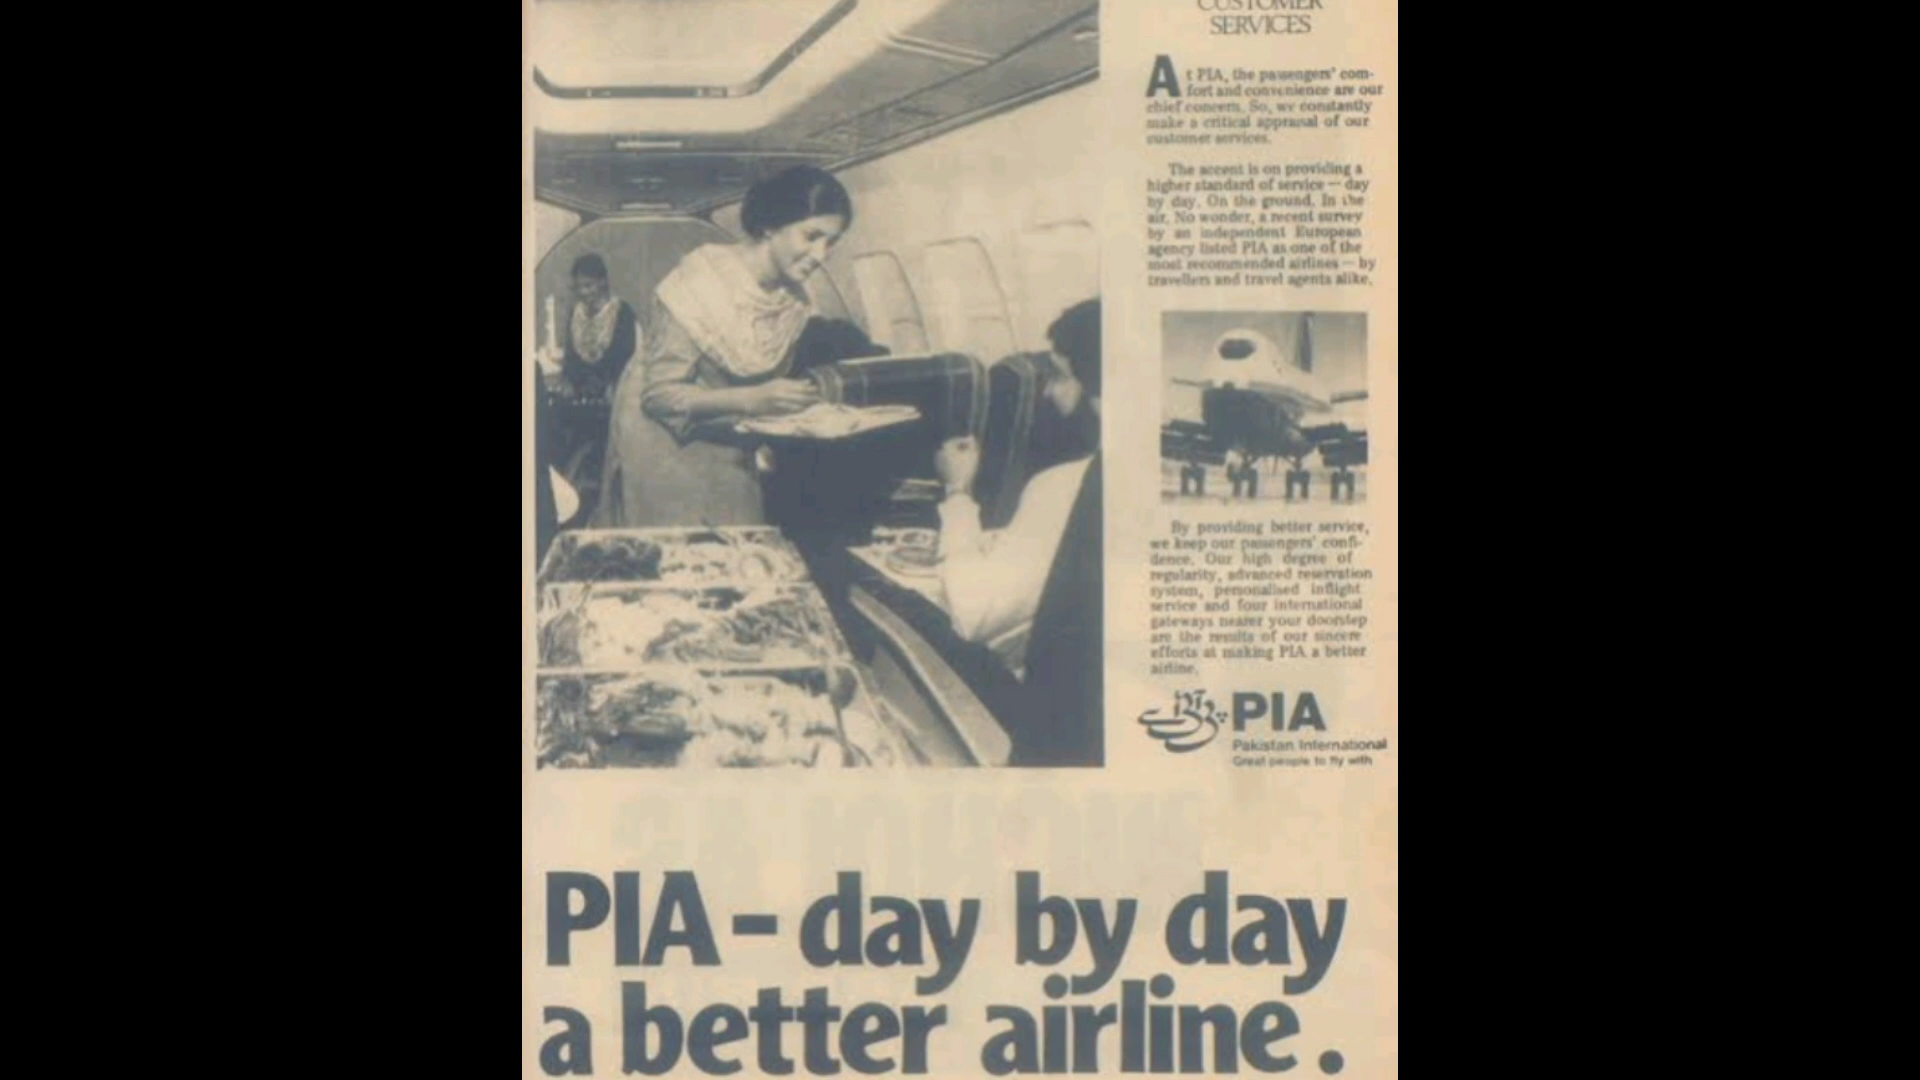 CUSTOMER
SERVICES
At PIA, the passengers' com-
fort and convenience are our
chief concern. So, we constantly
make a critical appraisal of our
customer services.
The accent is on providing a
higher standard of service — day
by day. On the ground. In the
air. No wonder, a recent survey
by an independent European
agency listed PIA as one of the
most recommended airlines — by
travellers and travel agents alike.
By providing better service,
we keep our passengers' confi-
dence. Our high degree of
regularity, advanced reservation
system, personalised inflight
service and four international
gateways nearer your doorstep
are the results of our sincere
efforts at making PIA a better
airline.
PIA
Pakistan International
Great people to fly with
PIA - day by day
a better airline.